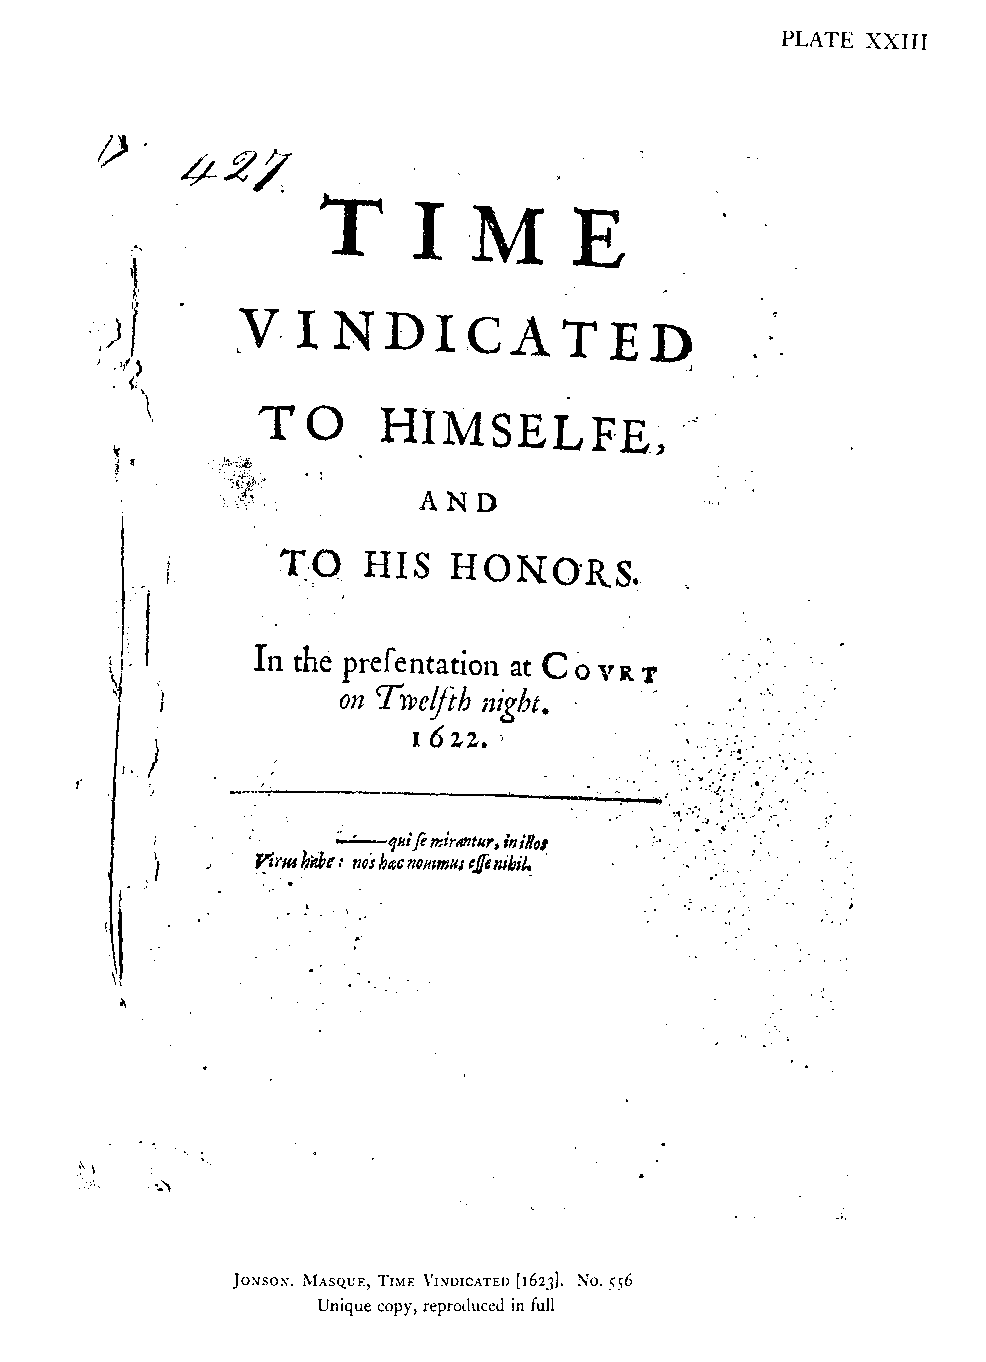 PLATE XXIII
427
TIME
VINDICATED
TO HIMSELFE,
AND
TO HIS HONORS.
In the preſentation at COVRT
on Twelfth night.
1622.
——qui ſe mirantur, in illos
Virus habe: nos hæc novimus eſſe nihil.
JONSON. MASQUE, TIME VINDICATED [1623]. No. 556
Unique copy, reproduced in full